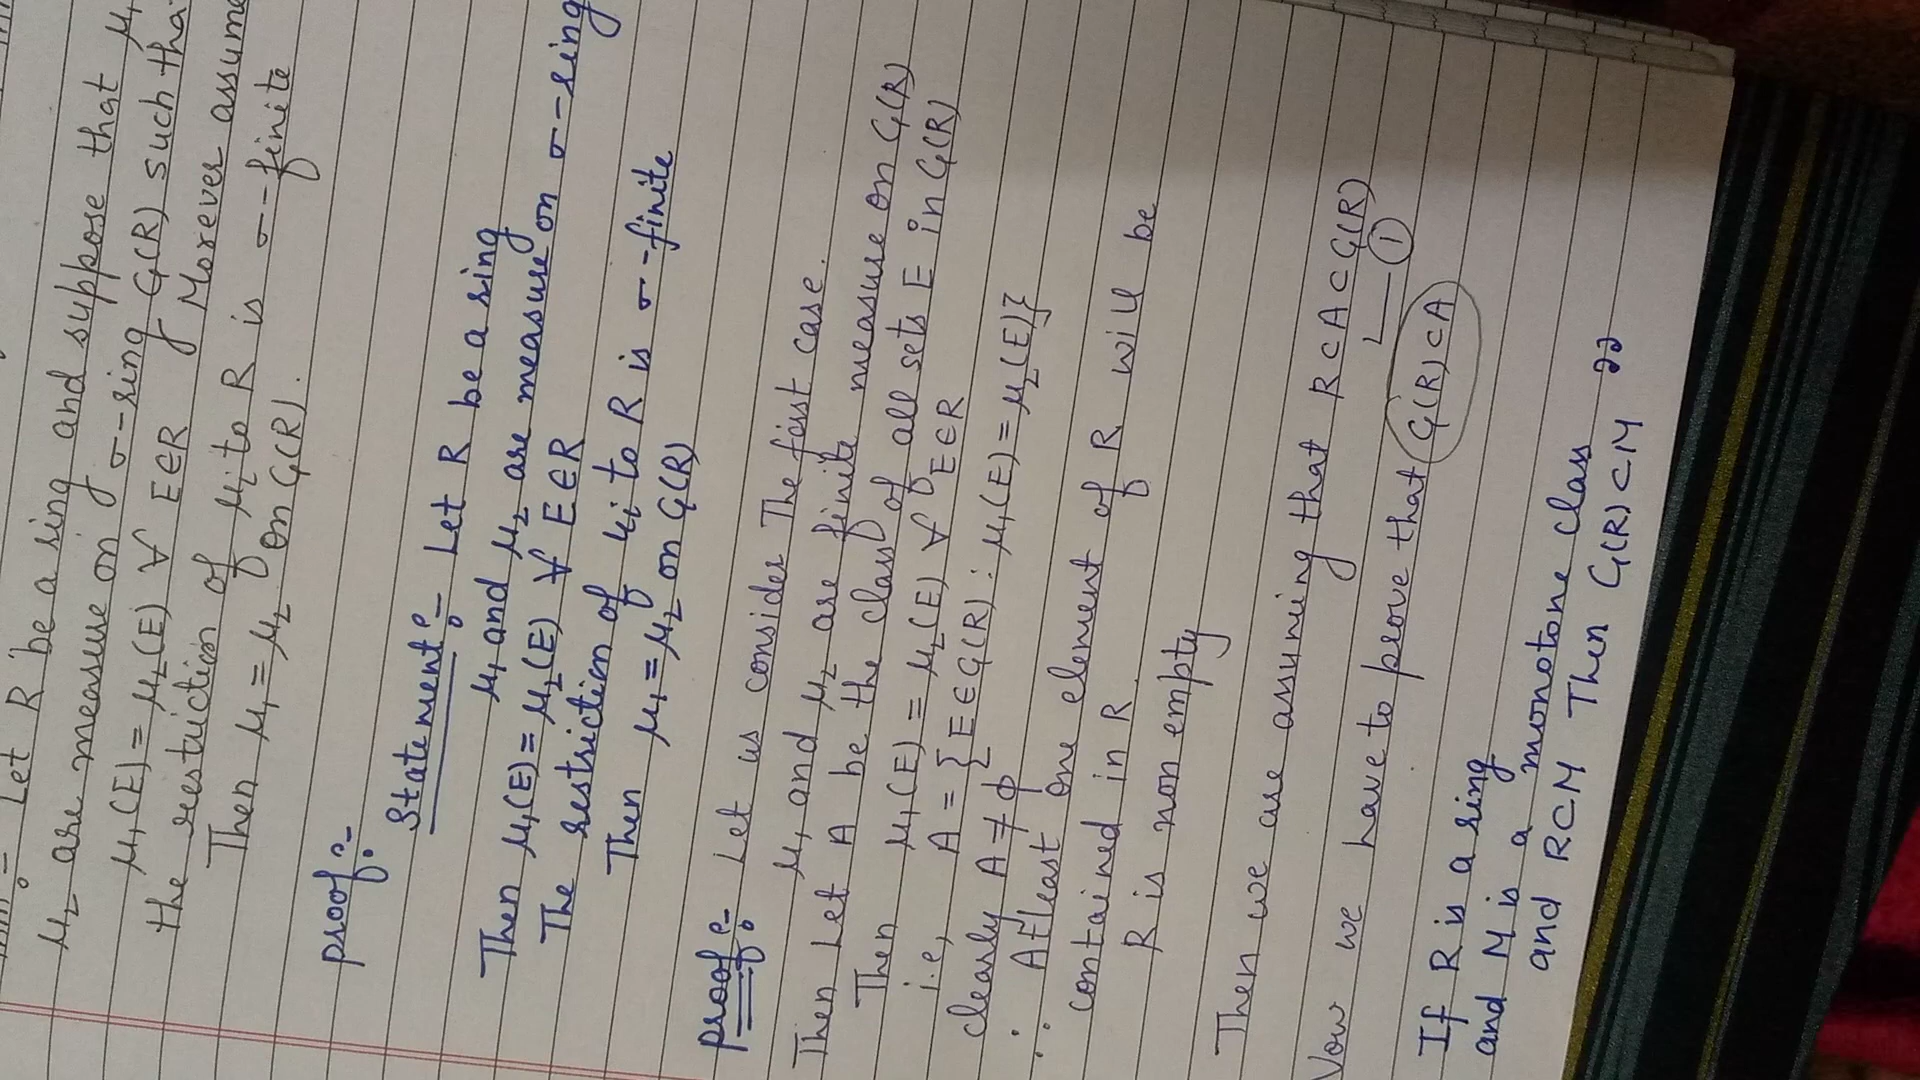 :- Let R be a ring and suppose that μ1
μ2 are measure on σ-ring G(R) such tha
μ1(E) = μ2(E) ∀ E∈R & Morever assume
the restriction of μi to R is σ--finite
Then μ1 = μ2 on G(R).
proof:-
Statement:- Let R be a ring
μ1 and μ2 are measure on σ--ring
Then μ1(E) = μ2(E) ∀ E∈R
The restriction of μi to R is σ-finite
Then μ1 = μ2 on G(R)
proof:- Let us consider The first case.
μ1 and μ2 are finite measure on G(R)
Then Let A be the class of all sets E in G(R)
Then μ1(E) = μ2(E) ∀ E∈R
i.e, A = {E∈G(R) : μ1(E) = μ2(E)}
clearly A ≠ ϕ
∴ Atleast one element of R will be
contained in R.
R is non empty
Then we are assuming that R⊂A⊂G(R)
①
Now we have to prove that G(R)⊂A
If R is a ring
and M is a monotone class
and R⊂M Then G(R)⊂M "